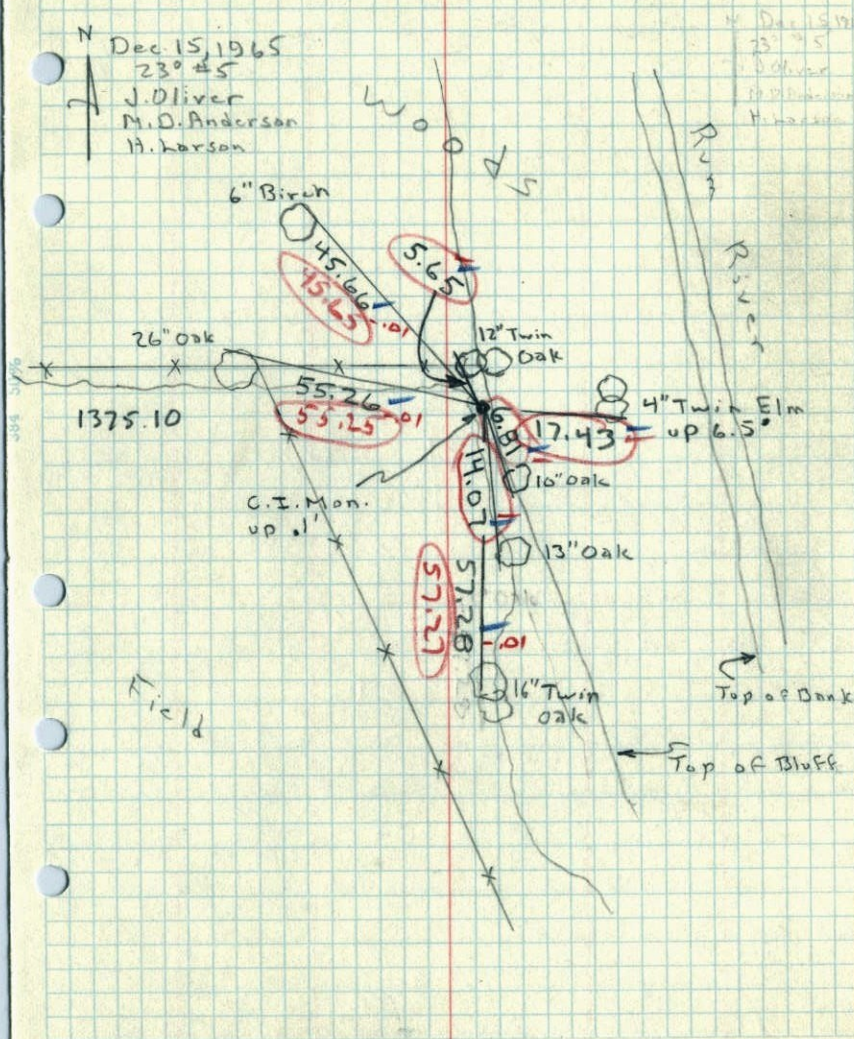 N
Dec. 15, 1965
23° #5
J. Oliver
M.D. Anderson
H. Larson
Woods
Rum
River
6" Birch
45.66
45.65
-.01
5.65
26" Oak
12" Twin
Oak
55.26
55.25
-.01
1375.10
6.81
17.43
4" Twin Elm
up 6.5'
14.07
10" Oak
C.I. Mon.
up .1'
13" Oak
57.28
57.27
-.01
16" Twin
Oak
Field
Top of Bank
Top of Bluff